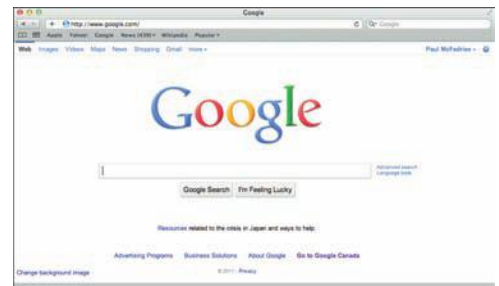 Google
http://www.google.com/
Google
Apple Yahoo! Google Maps News (439) Wikipedia Popular
Web Images Videos Maps News Shopping Gmail more
Paul McFedries
Google
Advanced search
Language tools
Google Search I'm Feeling Lucky
Resources related to the crisis in Japan and ways to help.
Advertising Programs Business Solutions About Google Go to Google Canada
Change background image
© 2011 - Privacy